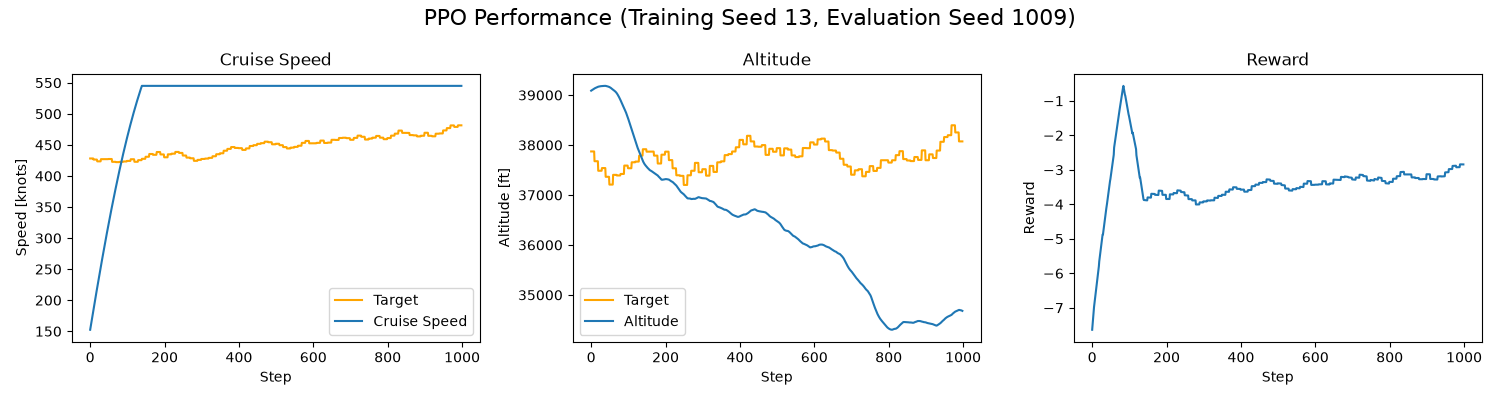 PPO Performance (Training Seed 13, Evaluation Seed 1009)
Cruise Speed
550
500
450
400
350
300
250
200
150
Speed [knots]
0 200 400 600 800 1000
Step
Target
Cruise Speed
Altitude
39000
38000
37000
36000
35000
Altitude [ft]
0 200 400 600 800 1000
Step
Target
Altitude
Reward
−1
−2
−3
−4
−5
−6
−7
Reward
0 200 400 600 800 1000
Step